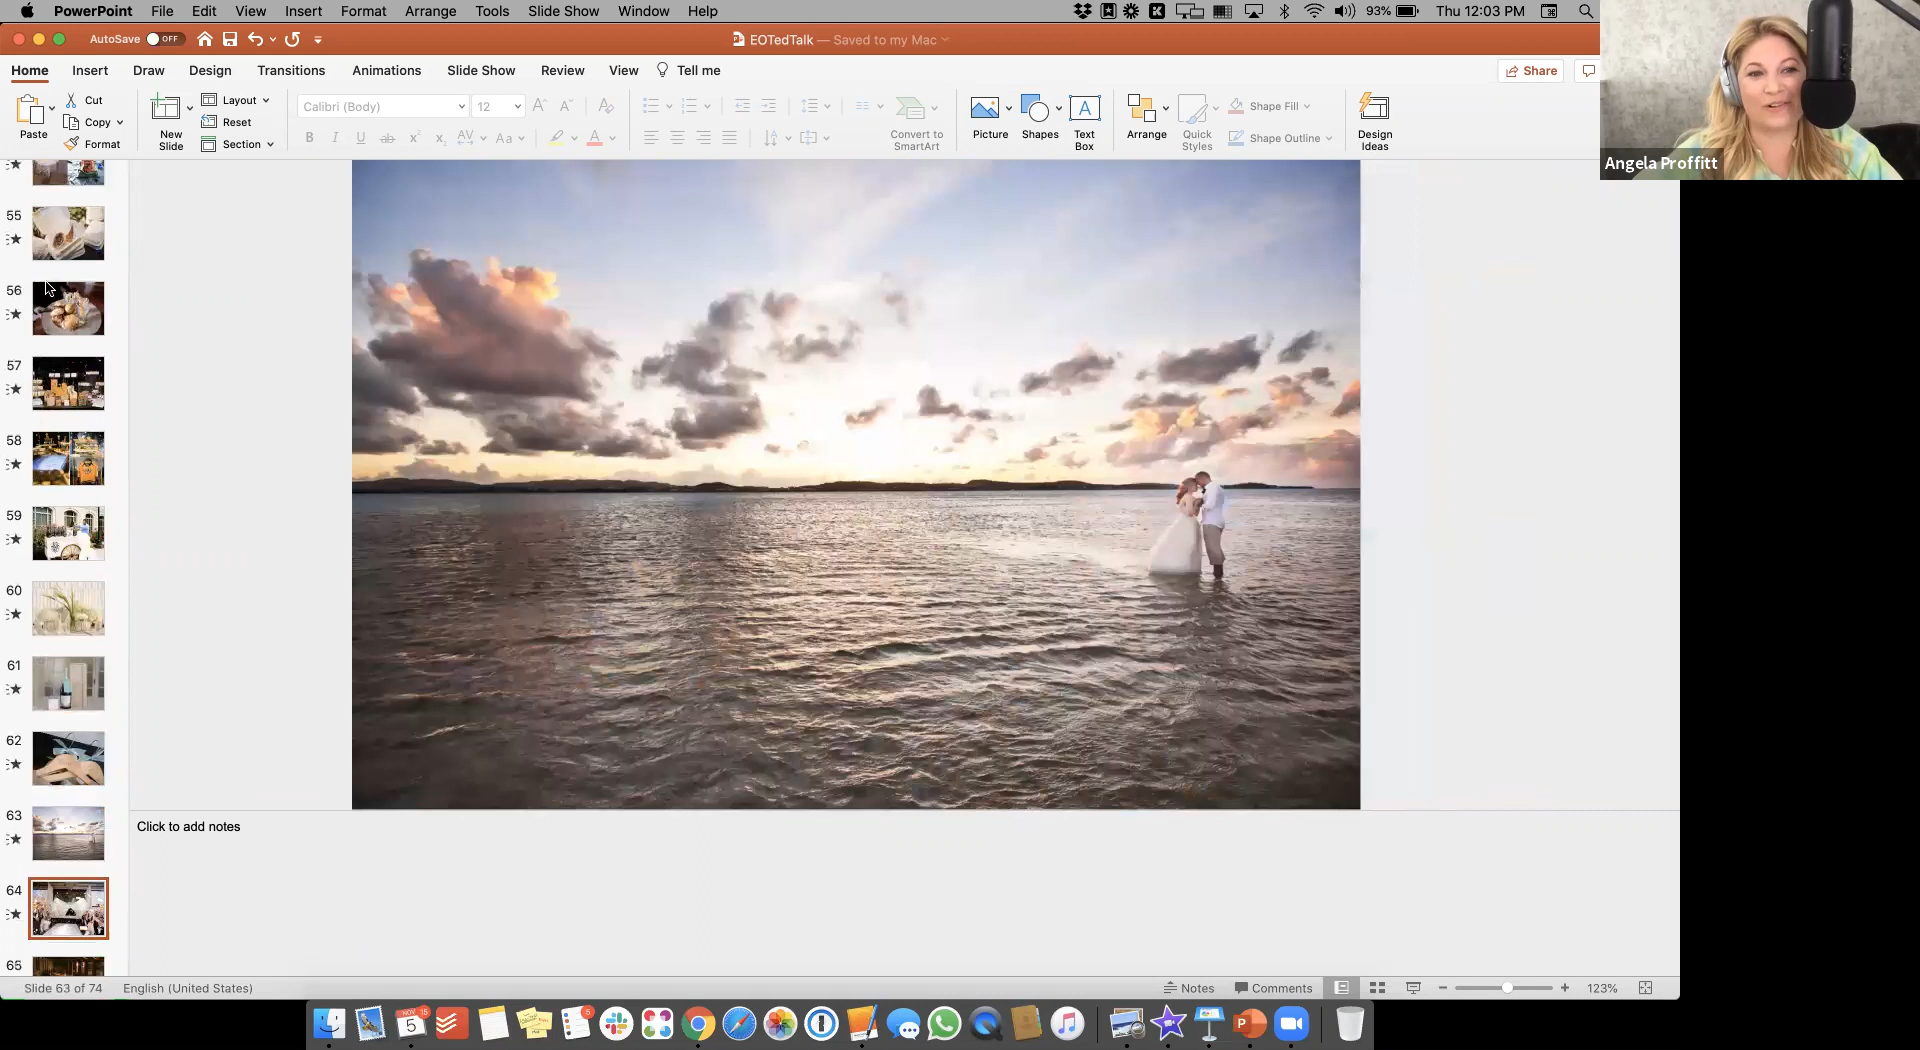 PowerPoint File Edit View Insert Format Arrange Tools Slide Show Window Help 93% Thu 12:03 PM
AutoSave OFF EOTedTalk — Saved to my Mac
Home Insert Draw Design Transitions Animations Slide Show Review View Tell me Share
Paste Cut Copy Format
New Slide Layout Reset Section
Calibri (Body) 12
Convert to SmartArt
Picture Shapes Text Box
Arrange Quick Styles Shape Fill Shape Outline
Design Ideas
Angela Proffitt
55
56
57
58
59
60
61
62
63
64
65
Click to add notes
Slide 63 of 74 English (United States) Notes Comments 123%
NOV 15
5
5